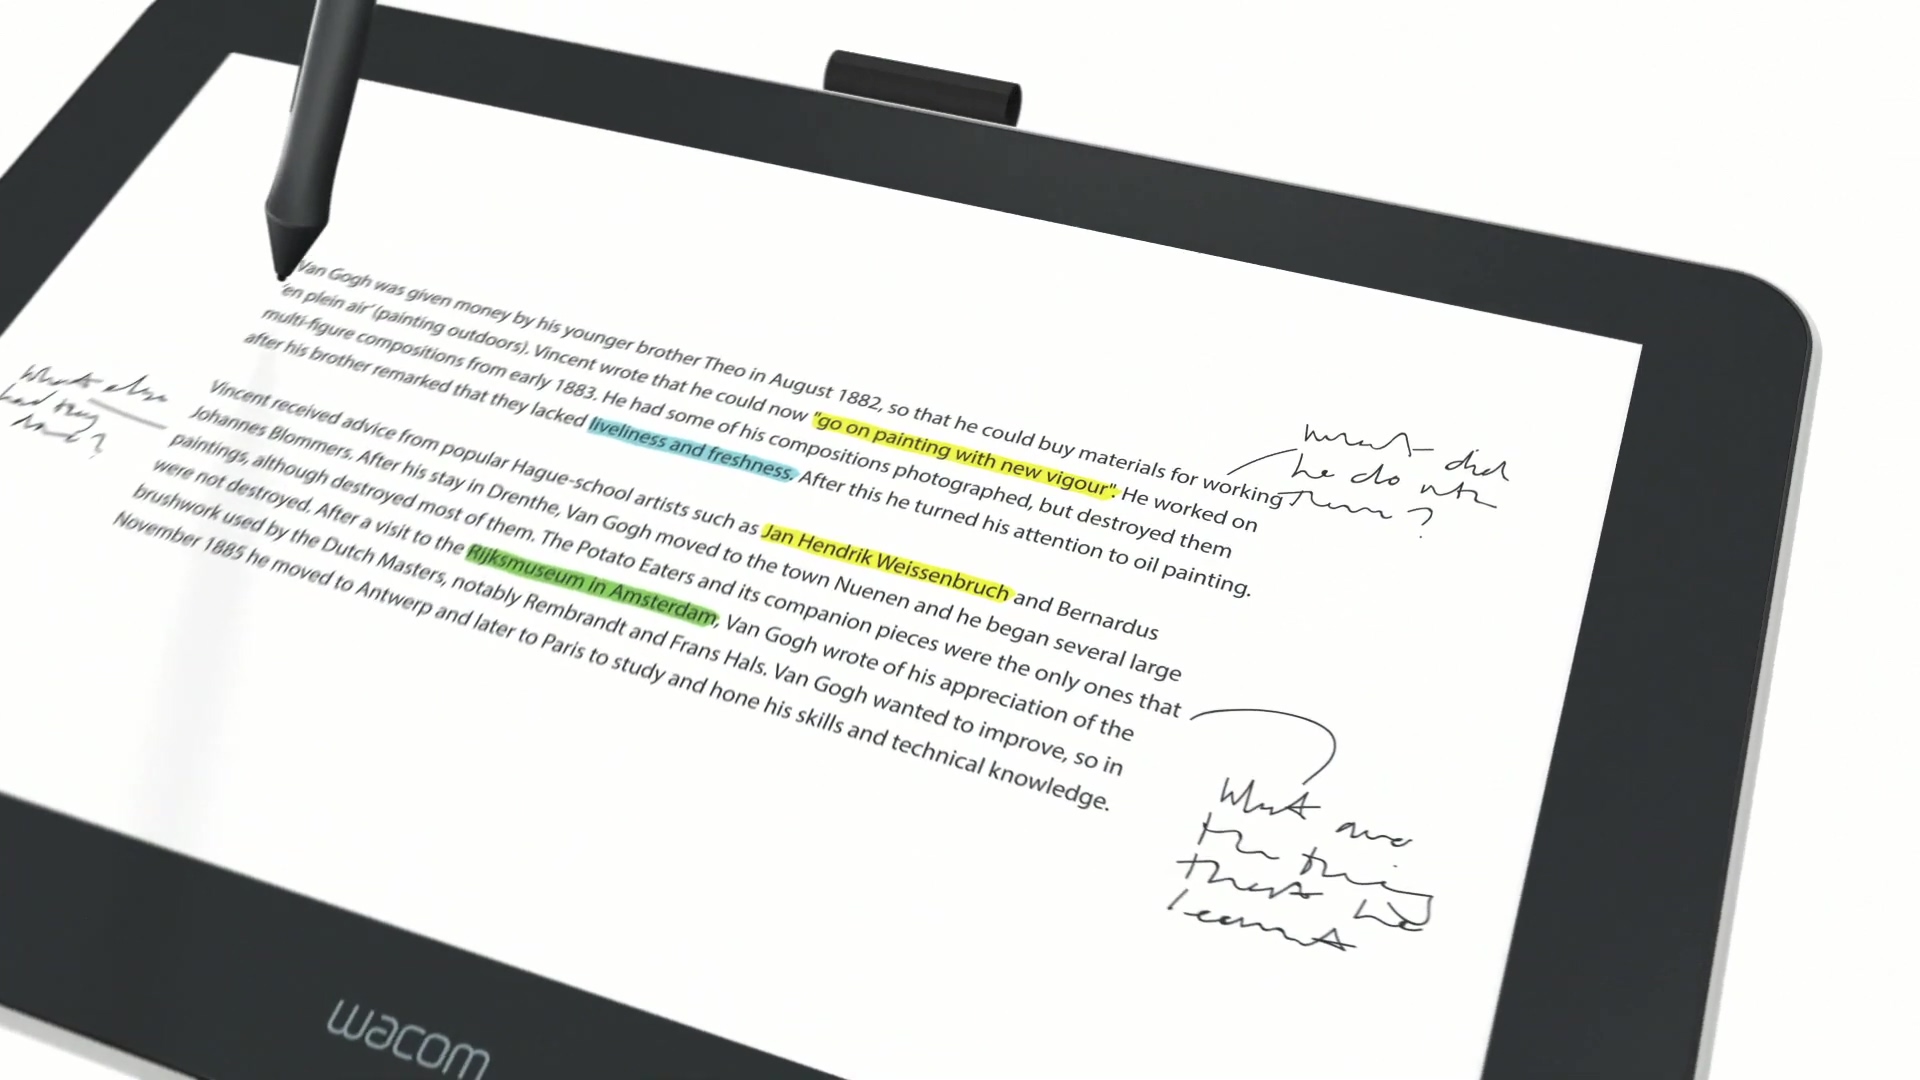 Van Gogh was given money by his younger brother Theo in August 1882, so that he could buy materials for working
'en plein air' (painting outdoors). Vincent wrote that he could now "go on painting with new vigour". He worked on
multi-figure compositions from early 1883. He had some of his compositions photographed, but destroyed them
after his brother remarked that they lacked liveliness and freshness. After this he turned his attention to oil painting.
what did
he do with
them ?
What else
had they
Vincent received advice from popular Hague-school artists such as Jan Hendrik Weissenbruch and Bernardus
Johannes Blommers. After his stay in Drenthe, Van Gogh moved to the town Nuenen and he began several large
paintings, although destroyed most of them. The Potato Eaters and its companion pieces were the only ones that
were not destroyed. After a visit to the Rijksmuseum in Amsterdam, Van Gogh wrote of his appreciation of the
brushwork used by the Dutch Masters, notably Rembrandt and Frans Hals. Van Gogh wanted to improve, so in
November 1885 he moved to Antwerp and later to Paris to study and hone his skills and technical knowledge.
What are
the things
that he
learnt
wacom